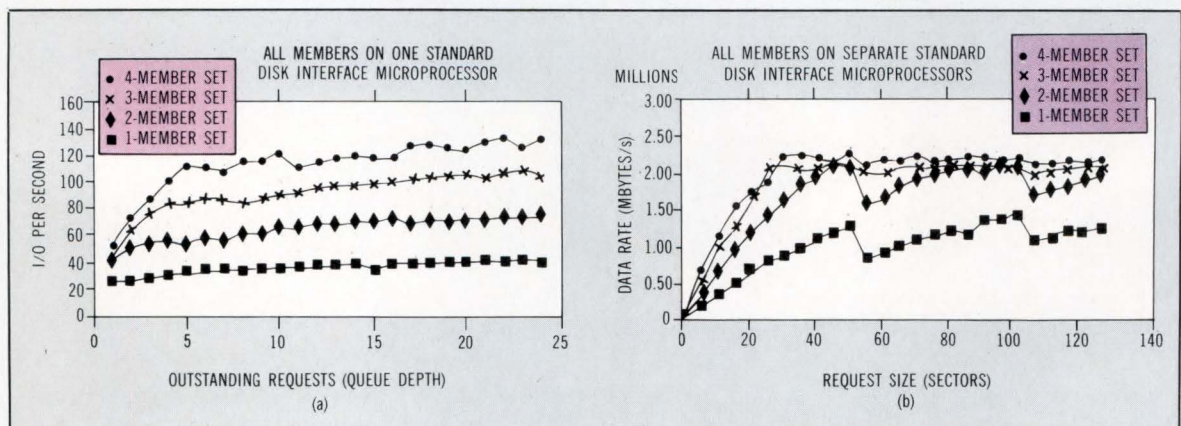 ALL MEMBERS ON ONE STANDARD
DISK INTERFACE MICROPROCESSOR
4-MEMBER SET
3-MEMBER SET
2-MEMBER SET
1-MEMBER SET
160
140
120
100
80
60
40
20
0
I/O PER SECOND
0
5
10
15
20
25
OUTSTANDING REQUESTS (QUEUE DEPTH)
(a)
ALL MEMBERS ON SEPARATE STANDARD
DISK INTERFACE MICROPROCESSORS
MILLIONS
4-MEMBER SET
3-MEMBER SET
2-MEMBER SET
1-MEMBER SET
3.00
2.50
2.00
1.50
1.00
0.50
0.00
DATA RATE (MBYTES/s)
0
20
40
60
80
100
120
140
REQUEST SIZE (SECTORS)
(b)